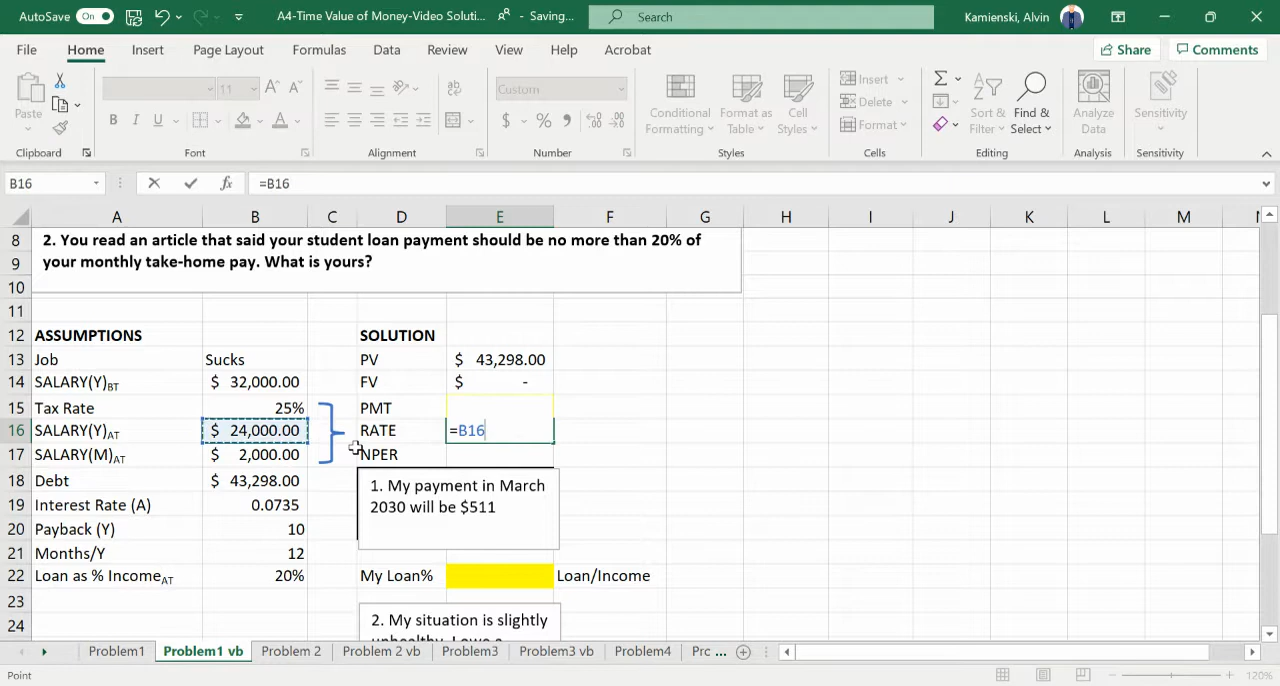 AutoSave On A4-Time Value of Money-Video Soluti... - Saving... Search Kamienski, Alvin
File Home Insert Page Layout Formulas Data Review View Help Acrobat Share Comments
11 Custom
Paste B I U $ % Conditional Formatting Format as Table Cell Styles Insert Delete Format Sort & Filter Find & Select Analyze Data Sensitivity
Clipboard Font Alignment Number Styles Cells Editing Analysis Sensitivity
B16 fx =B16
A B C D E F G H I J K L M
8 2. You read an article that said your student loan payment should be no more than 20% of
9 your monthly take-home pay. What is yours?
10
11
12 ASSUMPTIONS SOLUTION
13 Job Sucks PV $ 43,298.00
14 SALARY(Y)BT $ 32,000.00 FV $ -
15 Tax Rate 25% PMT
16 SALARY(Y)AT $ 24,000.00 RATE =B16
17 SALARY(M)AT $ 2,000.00 NPER
18 Debt $ 43,298.00 1. My payment in March
19 Interest Rate (A) 0.0735 2030 will be $511
20 Payback (Y) 10
21 Months/Y 12
22 Loan as % IncomeAT 20% My Loan% Loan/Income
23
24 2. My situation is slightly
unhealthy. I owe a
Problem1 Problem1 vb Problem 2 Problem 2 vb Problem3 Problem3 vb Problem4 Prc ...
Point 120%